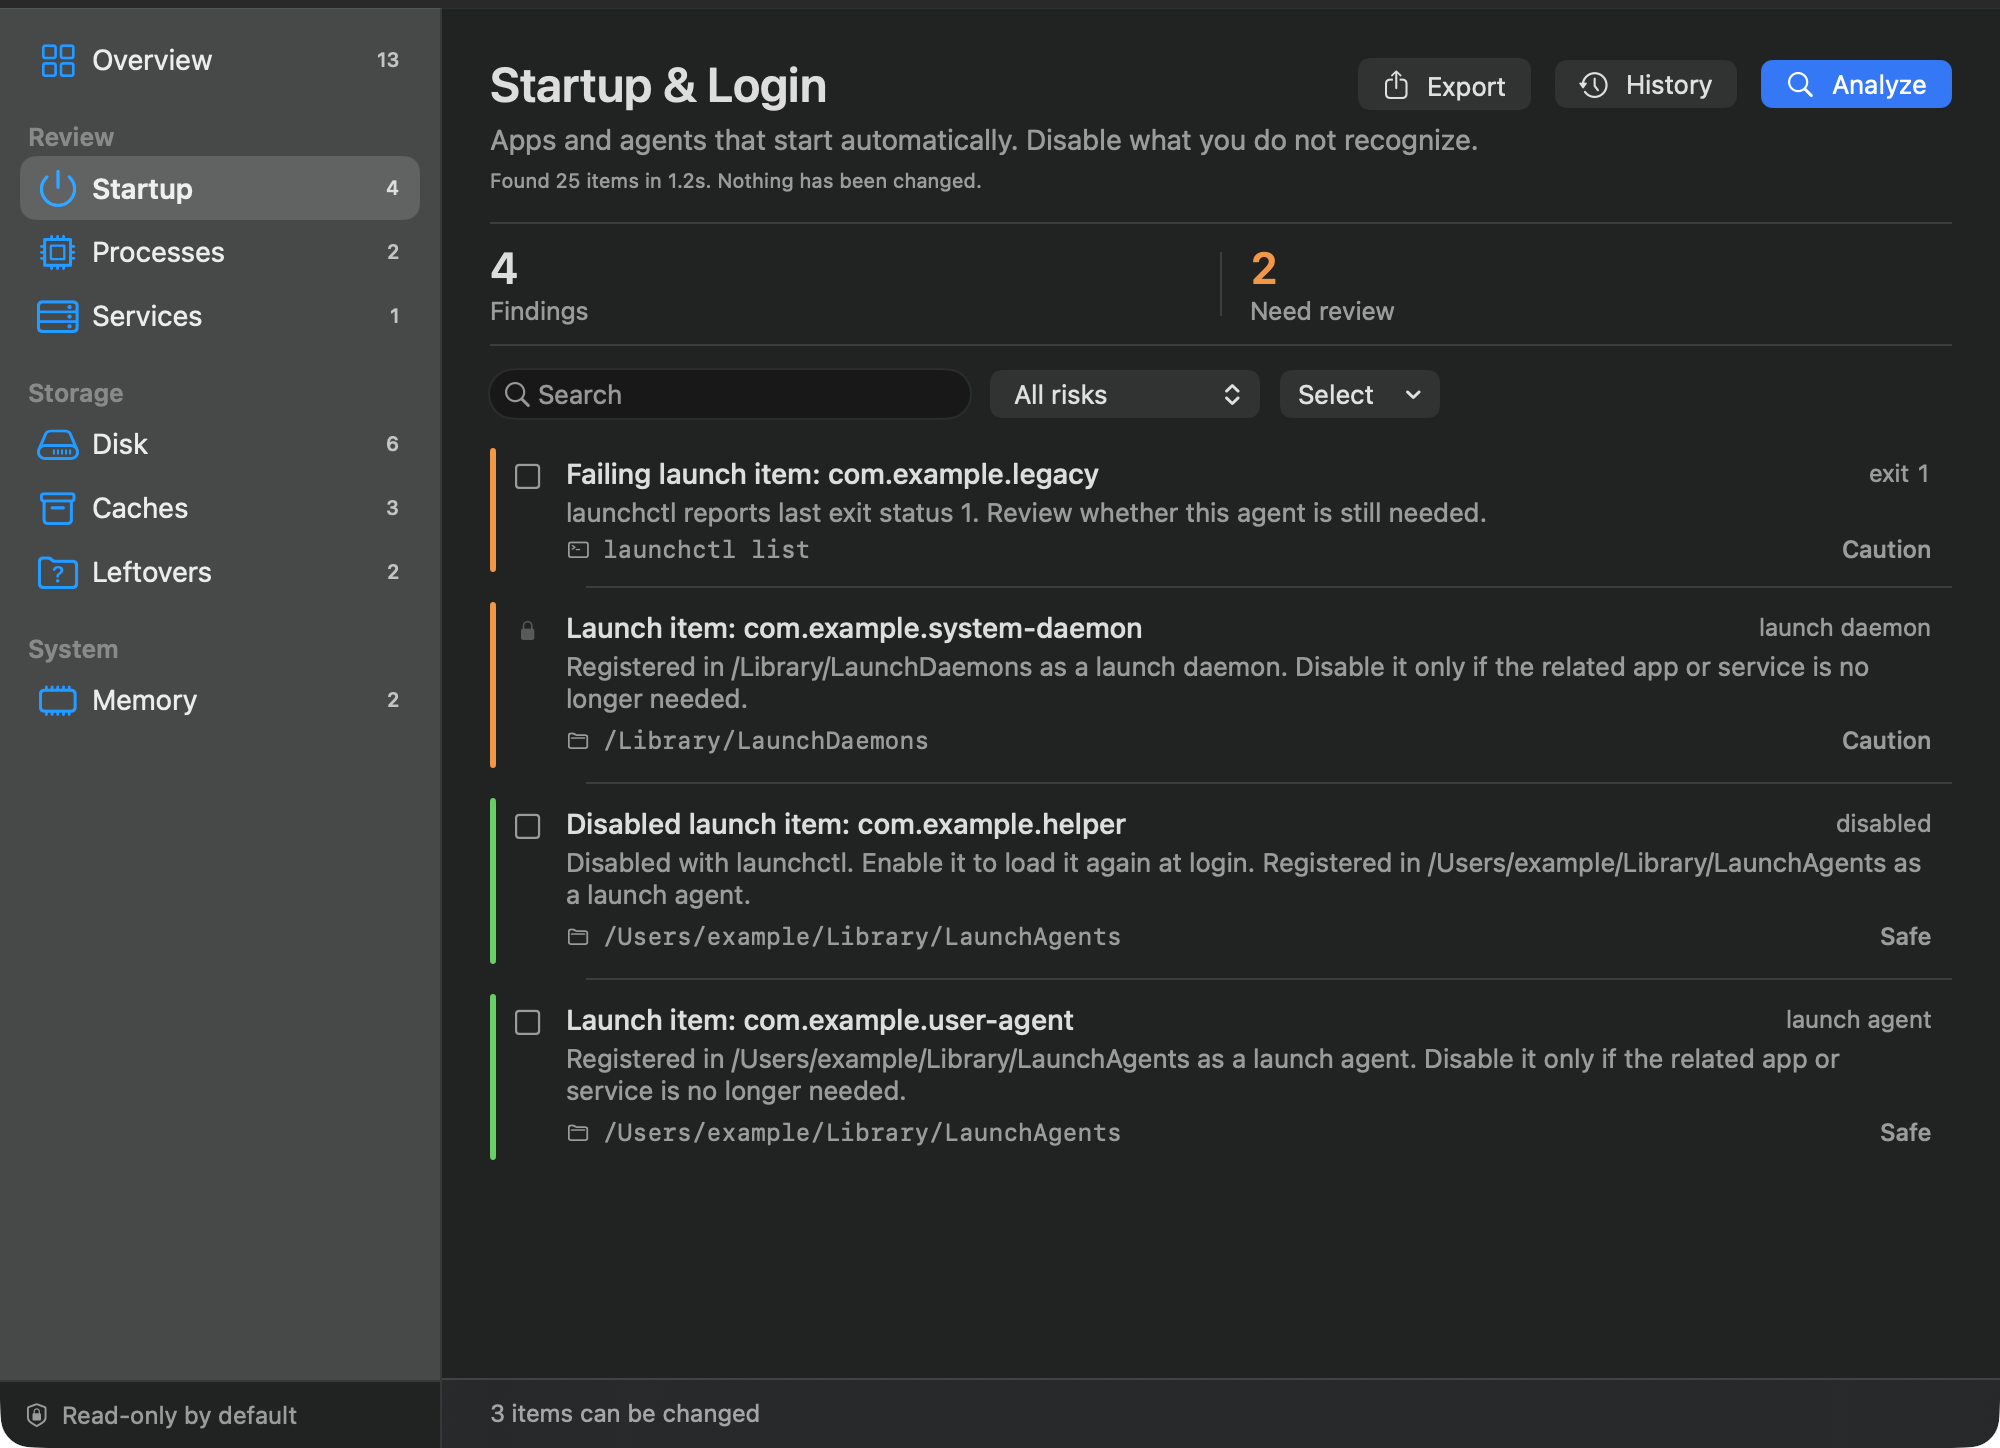 Overview 13
Review
Startup 4
Processes 2
Services 1
Storage
Disk 6
Caches 3
Leftovers 2
System
Memory 2
Read-only by default
Startup & Login
Export
History
Analyze
Apps and agents that start automatically. Disable what you do not recognize.
Found 25 items in 1.2s. Nothing has been changed.
4
Findings
2
Need review
Search
All risks
Select
Failing launch item: com.example.legacy exit 1
launchctl reports last exit status 1. Review whether this agent is still needed.
launchctl list Caution
Launch item: com.example.system-daemon launch daemon
Registered in /Library/LaunchDaemons as a launch daemon. Disable it only if the related app or service is no
longer needed.
/Library/LaunchDaemons Caution
Disabled launch item: com.example.helper disabled
Disabled with launchctl. Enable it to load it again at login. Registered in /Users/example/Library/LaunchAgents as
a launch agent.
/Users/example/Library/LaunchAgents Safe
Launch item: com.example.user-agent launch agent
Registered in /Users/example/Library/LaunchAgents as a launch agent. Disable it only if the related app or
service is no longer needed.
/Users/example/Library/LaunchAgents Safe
3 items can be changed